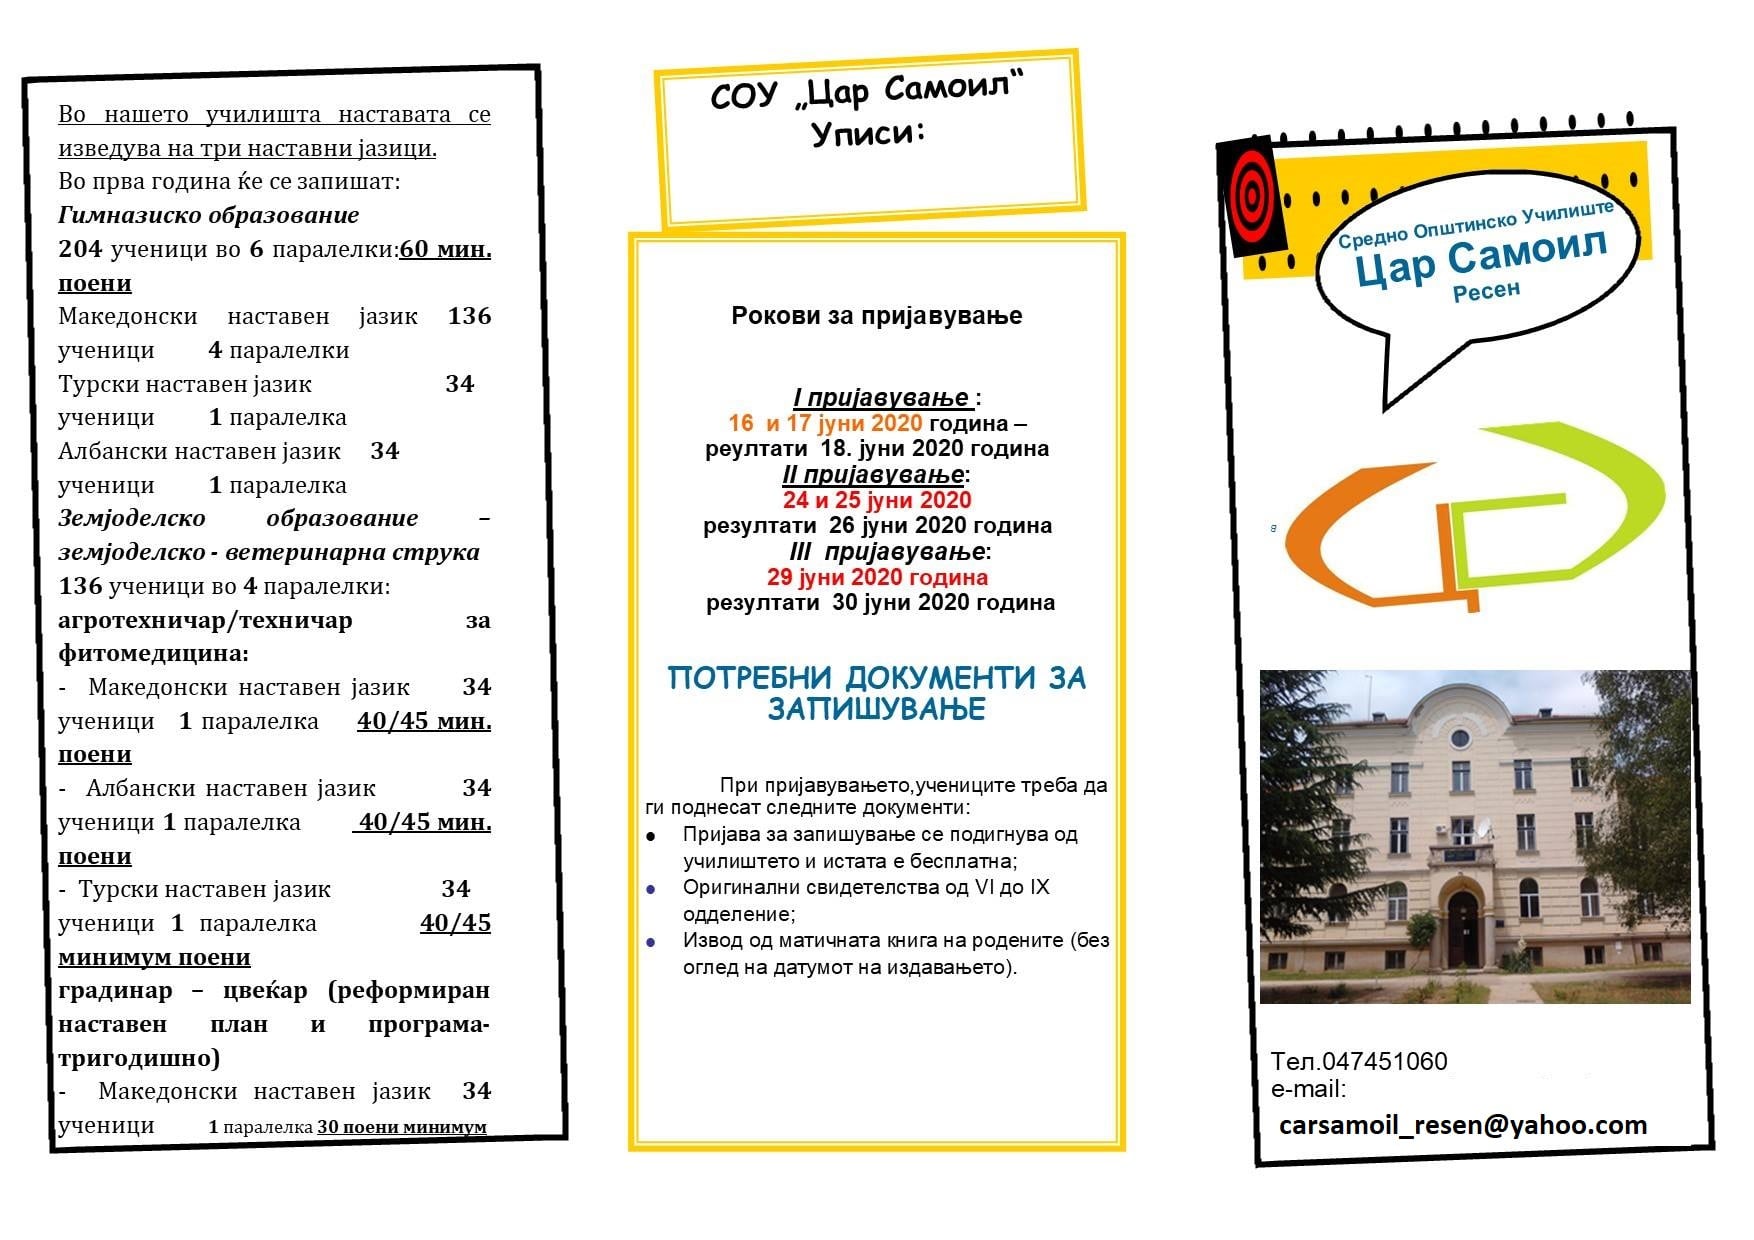 Во нашето училишта наставата се
изведува на три наставни јазици.
Во прва година ќе се запишат:
Гимназиско образование
204 ученици во 6 паралелки:60 мин.
поени
Македонски наставен јазик 136
ученици 4 паралелки
Турски наставен јазик 34
ученици 1 паралелка
Албански наставен јазик 34
ученици 1 паралелка
Земјоделско образование –
земјоделско - ветеринарна струка
136 ученици во 4 паралелки:
агротехничар/техничар за
фитомедицина:
- Македонски наставен јазик 34
ученици 1 паралелка 40/45 мин.
поени
- Албански наставен јазик 34
ученици 1 паралелка 40/45 мин.
поени
- Турски наставен јазик 34
ученици 1 паралелка 40/45
минимум поени
градинар – цвеќар (реформиран
наставен план и програма-
тригодишно)
- Македонски наставен јазик 34
ученици 1 паралелка 30 поени минимум
СОУ „Цар Самоил“
Уписи:
Рокови за пријавување
I пријавување :
16 и 17 јуни 2020 година –
реултати 18. јуни 2020 година
II пријавување:
24 и 25 јуни 2020
резултати 26 јуни 2020 година
III пријавување:
29 јуни 2020 година
резултати 30 јуни 2020 година
ПОТРЕБНИ ДОКУМЕНТИ ЗА
ЗАПИШУВАЊЕ
При пријавувањето,учениците треба да
ги поднесат следните документи:
● Пријава за запишување се подигнува од
училиштето и истата е бесплатна;
● Оригинални свидетелства од VI до IX
одделение;
● Извод од матичната книга на родените (без
оглед на датумот на издавањето).
Средно Општинско Училиште
Цар Самоил
Ресен
в
Тел.047451060
e-mail:
carsamoil_resen@yahoo.com